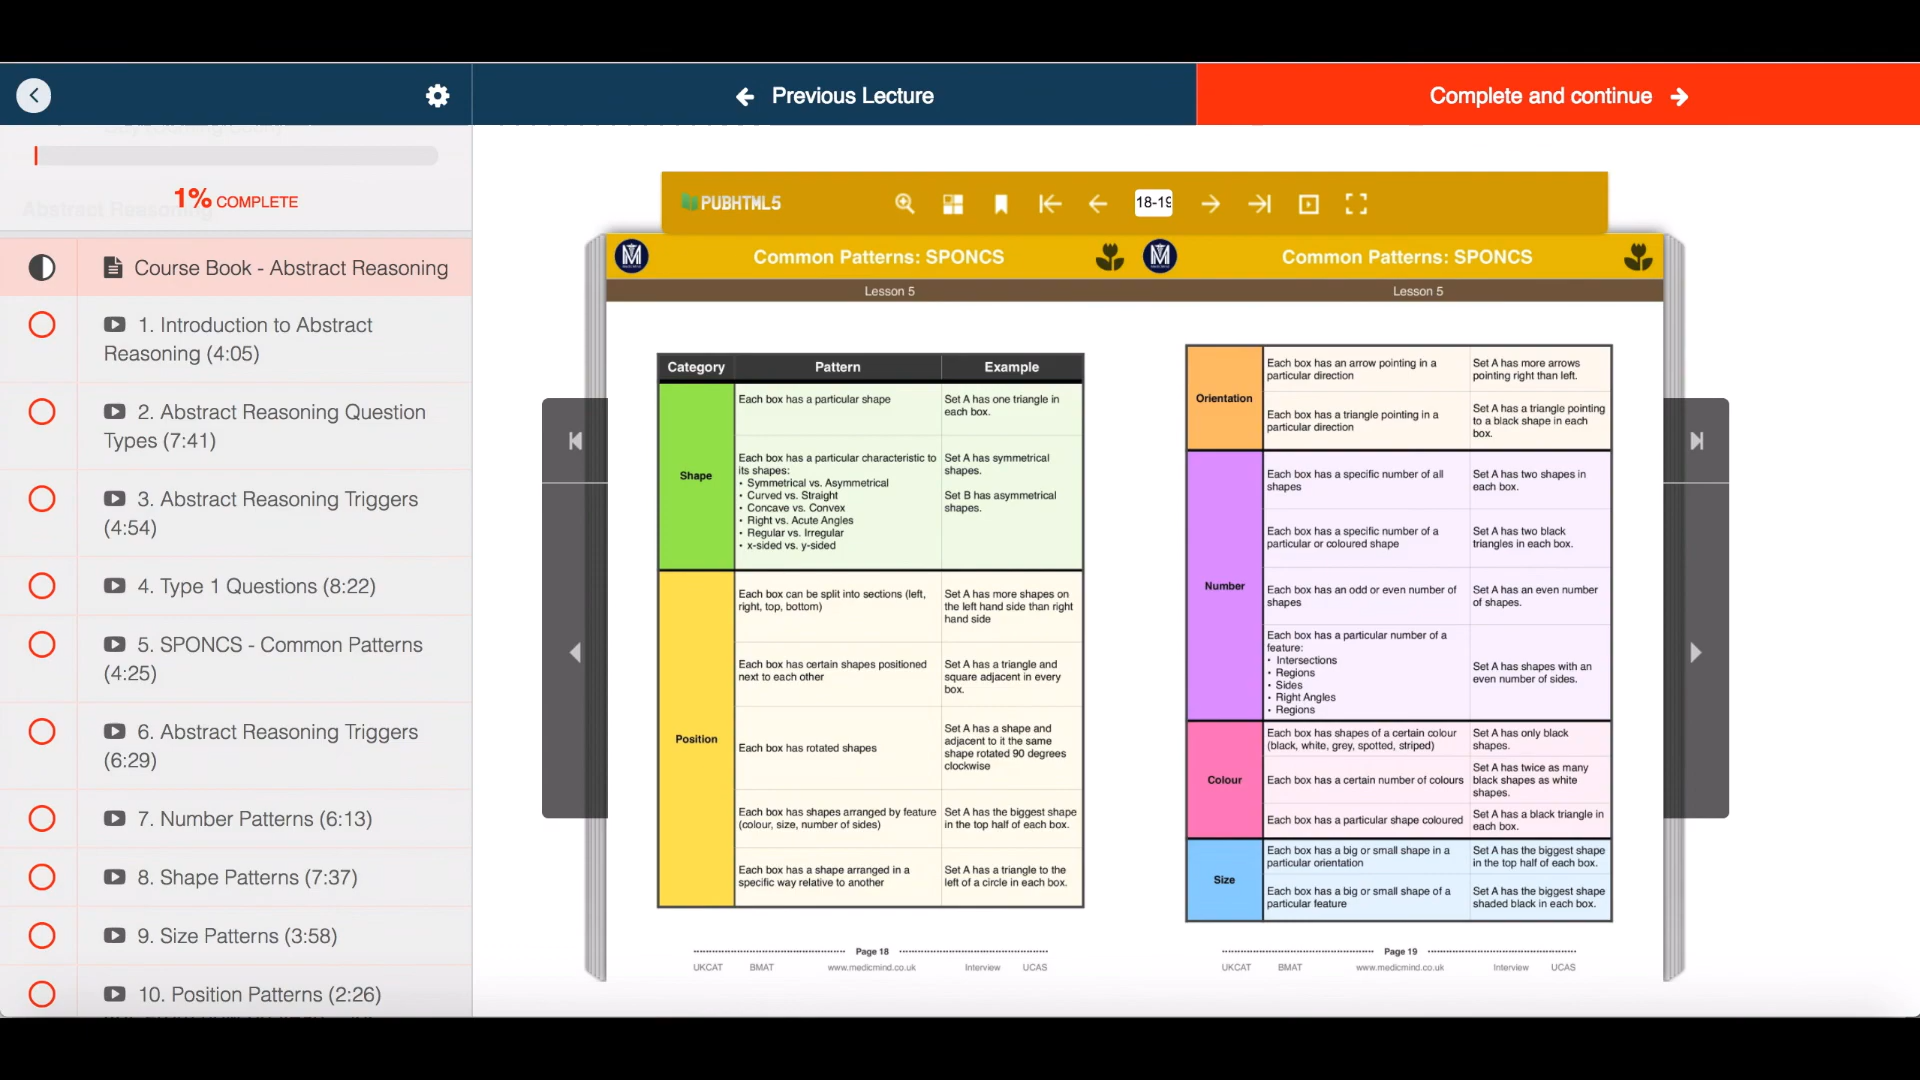 Previous Lecture
Complete and continue
1% COMPLETE
Course Book - Abstract Reasoning
1. Introduction to Abstract
Reasoning (4:05)
2. Abstract Reasoning Question
Types (7:41)
3. Abstract Reasoning Triggers
(4:54)
4. Type 1 Questions (8:22)
5. SPONCS - Common Patterns
(4:25)
6. Abstract Reasoning Triggers
(6:29)
7. Number Patterns (6:13)
8. Shape Patterns (7:37)
9. Size Patterns (3:58)
10. Position Patterns (2:26)
PUBHTML5
18-19
Common Patterns: SPONCS
Lesson 5
Category Pattern Example
Shape
Each box has a particular shape
Set A has one triangle in
each box.
Each box has a particular characteristic to
its shapes:
• Symmetrical vs. Asymmetrical
• Curved vs. Straight
• Concave vs. Convex
• Right vs. Acute Angles
• Regular vs. Irregular
• x-sided vs. y-sided
Set A has symmetrical
shapes.
Set B has asymmetrical
shapes.
Position
Each box can be split into sections (left,
right, top, bottom)
Set A has more shapes on
the left hand side than right
hand side
Each box has certain shapes positioned
next to each other
Set A has a triangle and
square adjacent in every
box.
Each box has rotated shapes
Set A has a shape and
adjacent to it the same
shape rotated 90 degrees
clockwise
Each box has shapes arranged by feature
(colour, size, number of sides)
Set A has the biggest shape
in the top half of each box.
Each box has a shape arranged in a
specific way relative to another
Set A has a triangle to the
left of a circle in each box.
Page 18
UKCAT BMAT www.medicmind.co.uk Interview UCAS
Common Patterns: SPONCS
Lesson 5
Orientation
Each box has an arrow pointing in a
particular direction
Set A has more arrows
pointing right than left.
Each box has a triangle pointing in a
particular direction
Set A has a triangle pointing
to a black shape in each
box.
Number
Each box has a specific number of all
shapes
Set A has two shapes in
each box.
Each box has a specific number of a
particular or coloured shape
Set A has two black
triangles in each box.
Each box has an odd or even number of
shapes
Set A has an even number
of shapes.
Each box has a particular number of a
feature:
• Intersections
• Regions
• Sides
• Right Angles
• Regions
Set A has shapes with an
even number of sides.
Colour
Each box has shapes of a certain colour
(black, white, grey, spotted, striped)
Set A has only black
shapes.
Each box has a certain number of colours
Set A has twice as many
black shapes as white
shapes.
Each box has a particular shape coloured
Set A has a black triangle in
each box.
Size
Each box has a big or small shape in a
particular orientation
Set A has the biggest shape
in the top half of each box.
Each box has a big or small shape of a
particular feature
Set A has the biggest shape
shaded black in each box.
Page 19
UKCAT BMAT www.medicmind.co.uk Interview UCAS